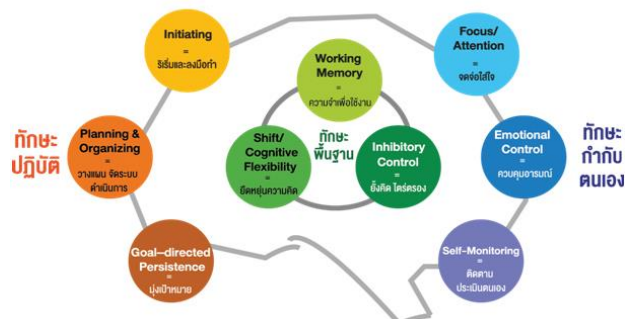 Initiating
=
ริเริ่มและลงมือทำ
Focus/
Attention
=
จดจ่อใส่ใจ
Working
Memory
=
ความจำเพื่อใช้งาน
ทักษะ
ปฏิบัติ
Planning &
Organizing
=
วางแผน จัดระบบ
ดำเนินการ
Shift/
Cognitive
Flexibility
=
ยืดหยุ่นความคิด
ทักษะ
พื้นฐาน
Inhibitory
Control
=
ยั้งคิด ไตร่ตรอง
Emotional
Control
=
ควบคุมอารมณ์
ทักษะ
กำกับ
ตนเอง
Goal–directed
Persistence
=
มุ่งเป้าหมาย
Self-Monitoring
=
ติดตาม
ประเมินตนเอง